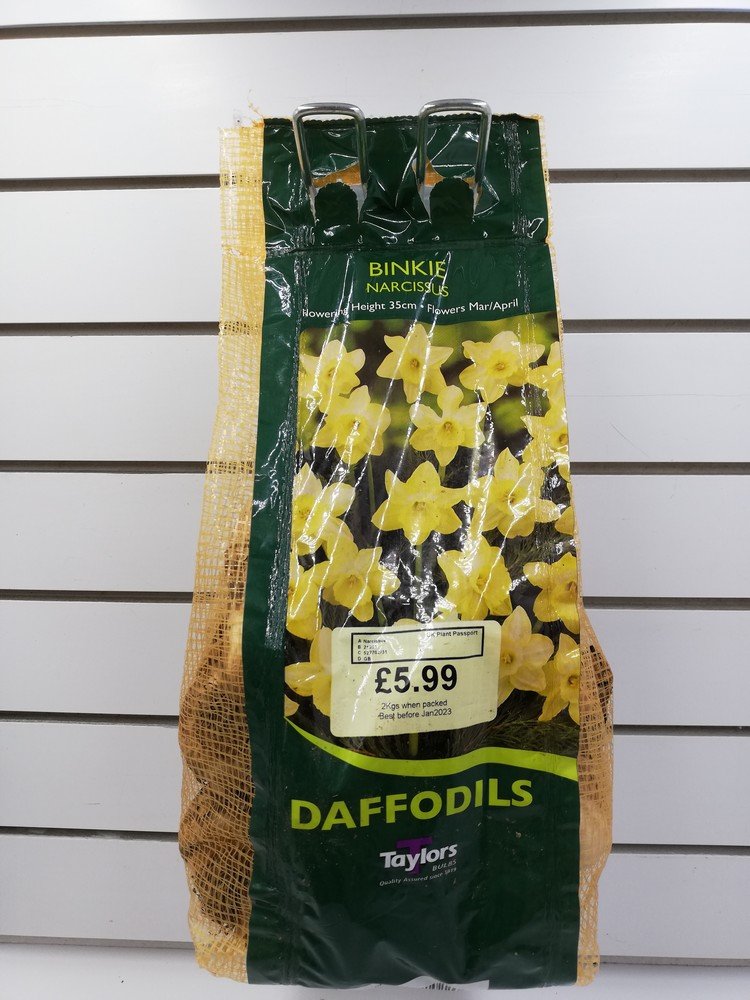 BINKIE
NARCISSUS
Flowering Height 35cm • Flowers Mar/April
UK Plant Passport
A Narcissus
B
C
D GB
£5.99
2Kgs when packed
Best before Jan2023
DAFFODILS
Taylors
BULBS
Quality Assured since 1919